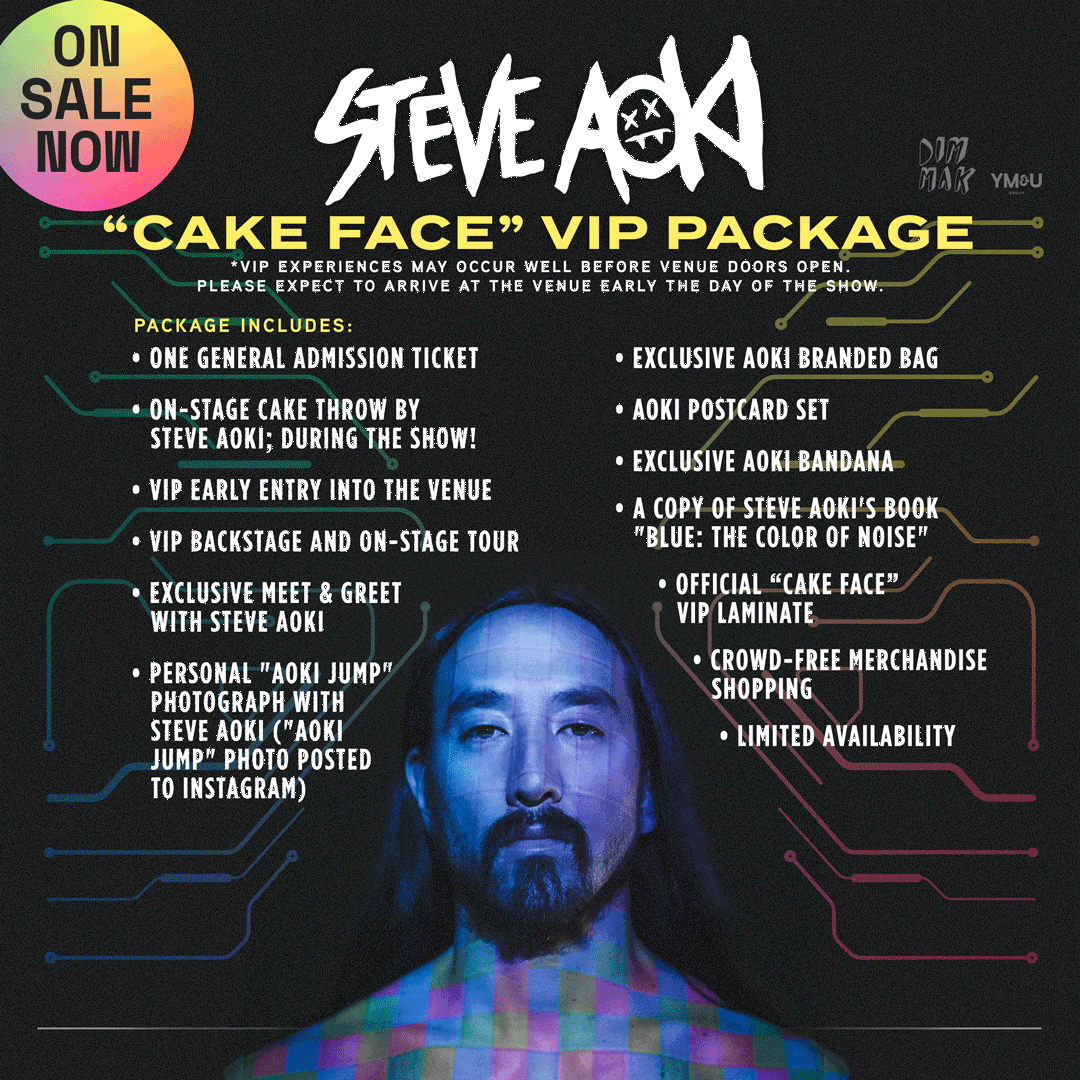 ON
SALE
NOW
STEVE AOKI
DIM
MAK
YM&U
GROUP
“CAKE FACE” VIP PACKAGE
*VIP EXPERIENCES MAY OCCUR WELL BEFORE VENUE DOORS OPEN.
PLEASE EXPECT TO ARRIVE AT THE VENUE EARLY THE DAY OF THE SHOW.
PACKAGE INCLUDES:
• ONE GENERAL ADMISSION TICKET
• ON-STAGE CAKE THROW BY
STEVE AOKI; DURING THE SHOW!
• VIP EARLY ENTRY INTO THE VENUE
• VIP BACKSTAGE AND ON-STAGE TOUR
• EXCLUSIVE MEET & GREET
WITH STEVE AOKI
• PERSONAL "AOKI JUMP"
PHOTOGRAPH WITH
STEVE AOKI ("AOKI
JUMP" PHOTO POSTED
TO INSTAGRAM)
• EXCLUSIVE AOKI BRANDED BAG
• AOKI POSTCARD SET
• EXCLUSIVE AOKI BANDANA
• A COPY OF STEVE AOKI'S BOOK
"BLUE: THE COLOR OF NOISE"
• OFFICIAL “CAKE FACE”
VIP LAMINATE
• CROWD-FREE MERCHANDISE
SHOPPING
• LIMITED AVAILABILITY